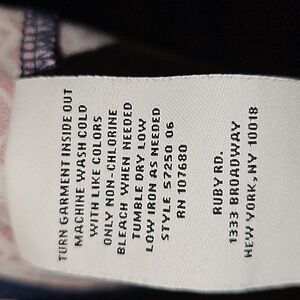 TURN GARMENT INSIDE OUT
MACHINE WASH COLD
WITH LIKE COLORS
ONLY NON-CHLORINE
BLEACH WHEN NEEDED
TUMBLE DRY LOW
LOW IRON AS NEEDED
STYLE 57250 06
RN 107680
RUBY RD.
1333 BROADWAY
NEW YORK, NY 10018